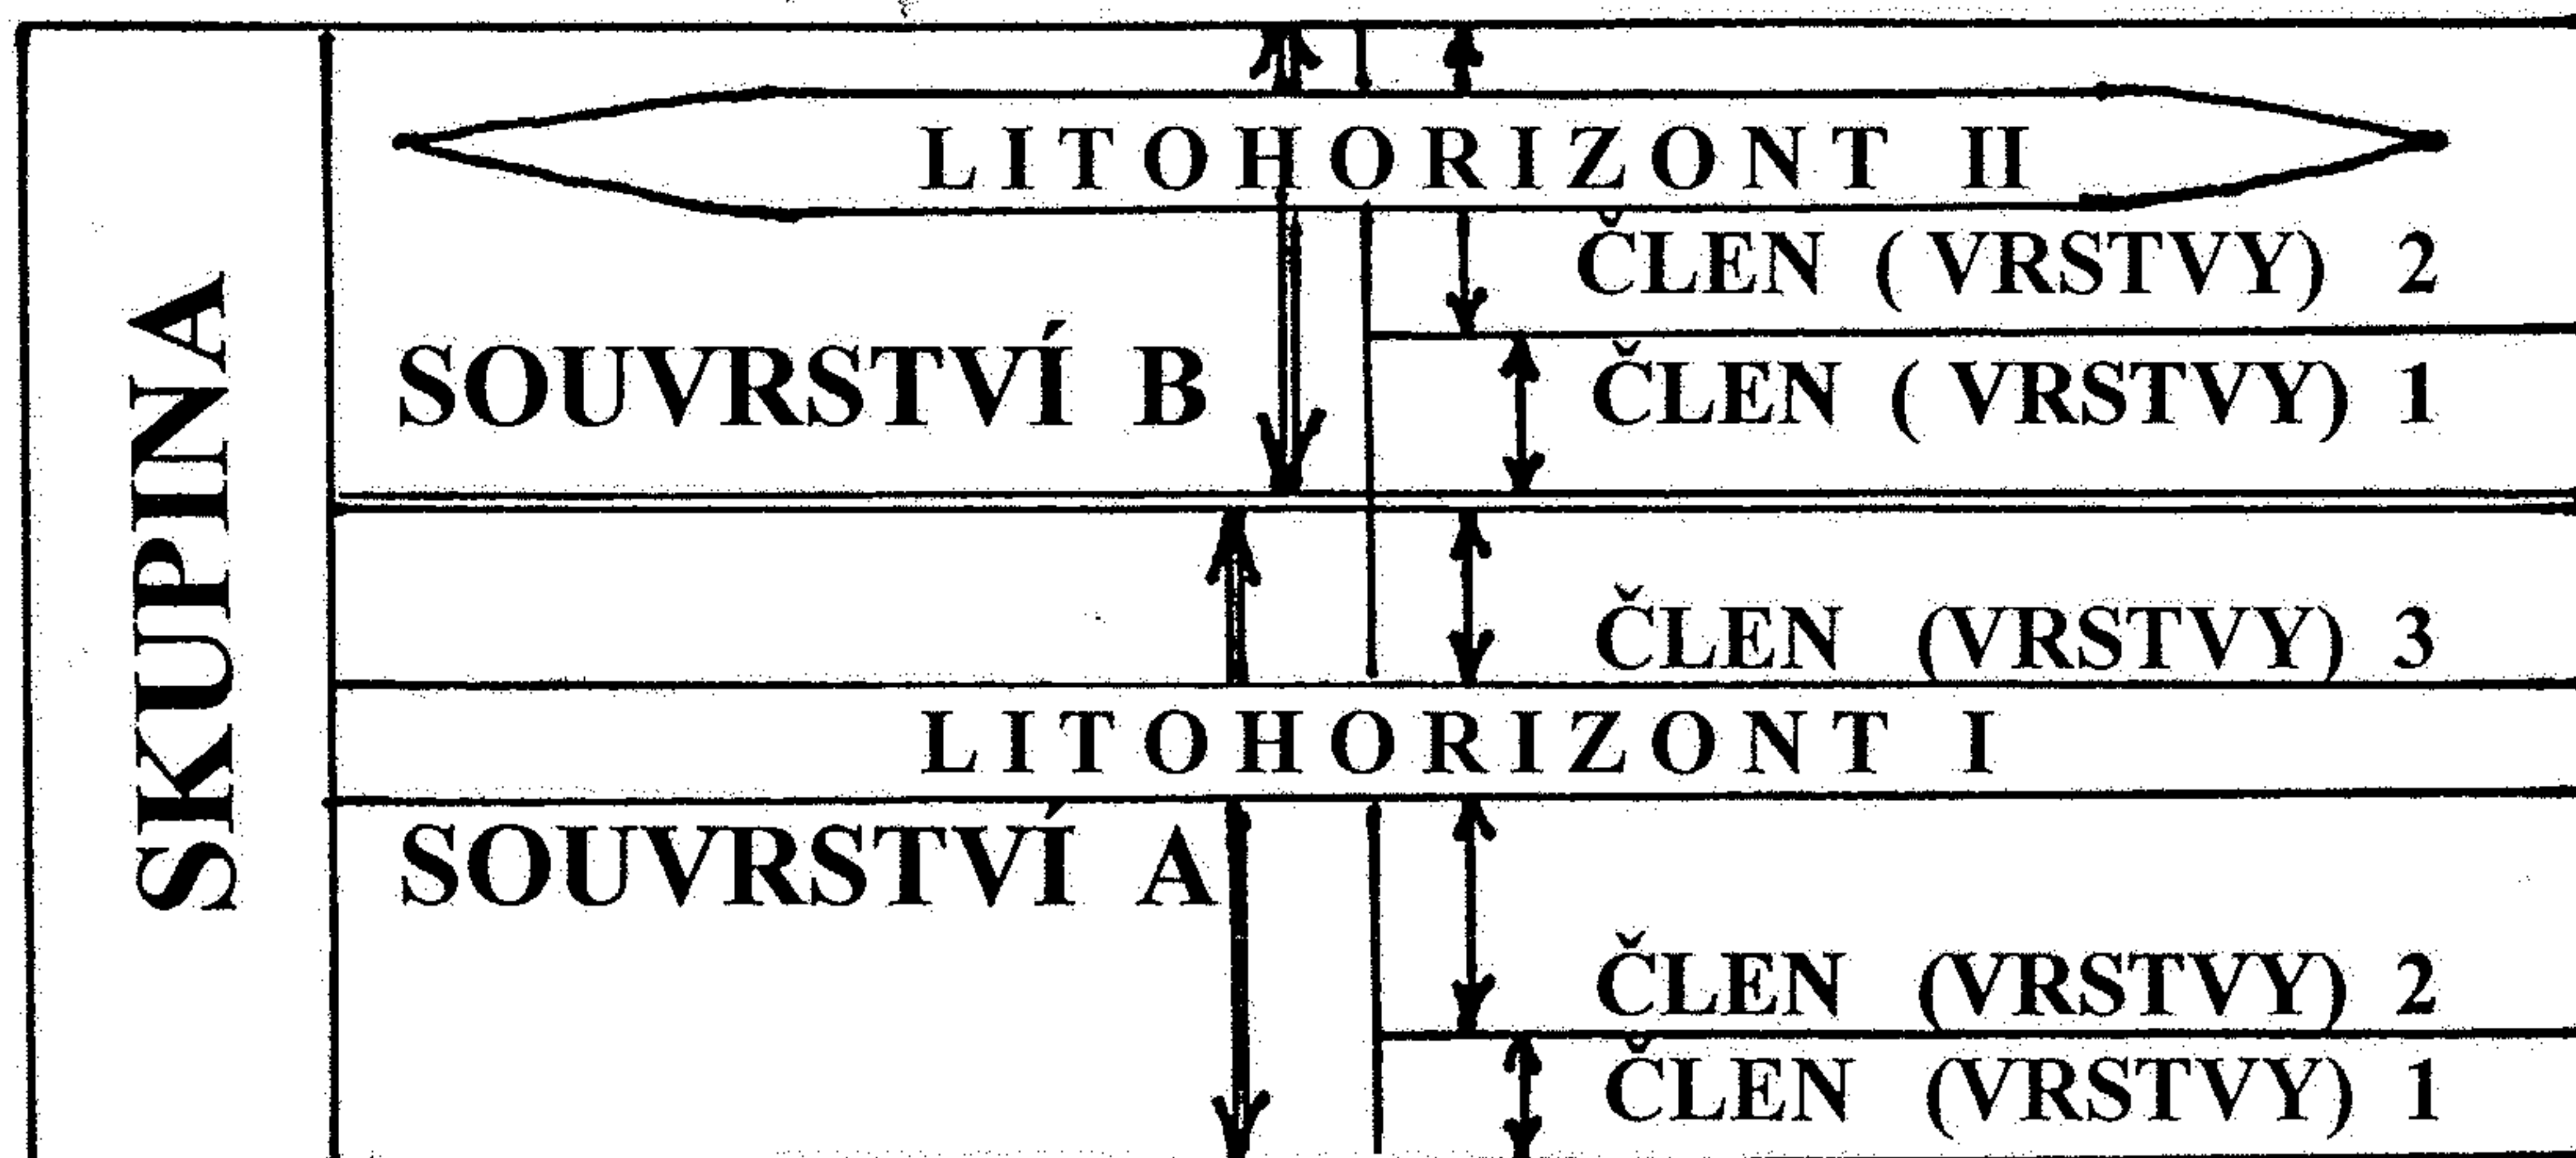 SKUPINA
LITOHORIZONT II
ČLEN ( VRSTVY) 2
SOUVRSTVÍ B
ČLEN ( VRSTVY) 1
ČLEN (VRSTVY) 3
LITOHORIZONT I
SOUVRSTVÍ A
ČLEN (VRSTVY) 2
ČLEN (VRSTVY) 1